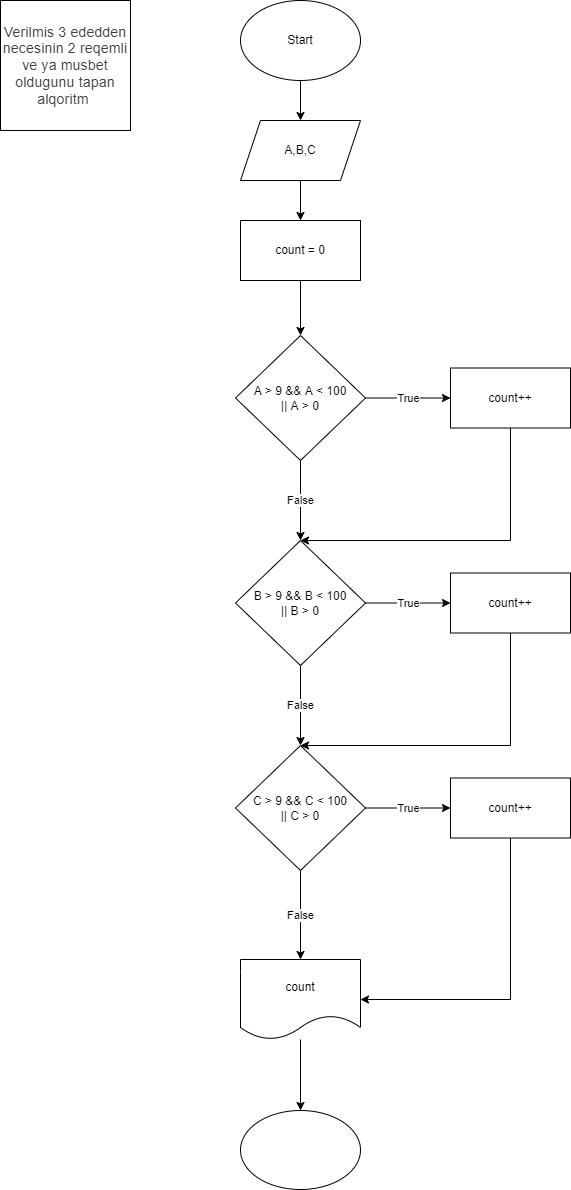 Verilmis 3 ededden
necesinin 2 reqemli
ve ya musbet
oldugunu tapan
alqoritm
Start
A,B,C
count = 0
A > 9 && A < 100
|| A > 0
True
count++
False
B > 9 && B < 100
|| B > 0
True
count++
False
C > 9 && C < 100
|| C > 0
True
count++
False
count